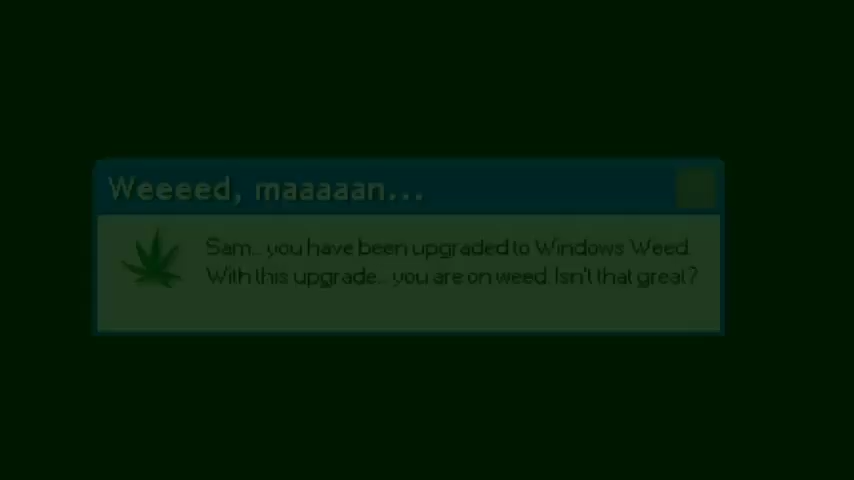 Weeeed, maaaaan...
Sam... you have been upgraded to Windows Weed.
With this upgrade... you are on weed. Isn't that great?